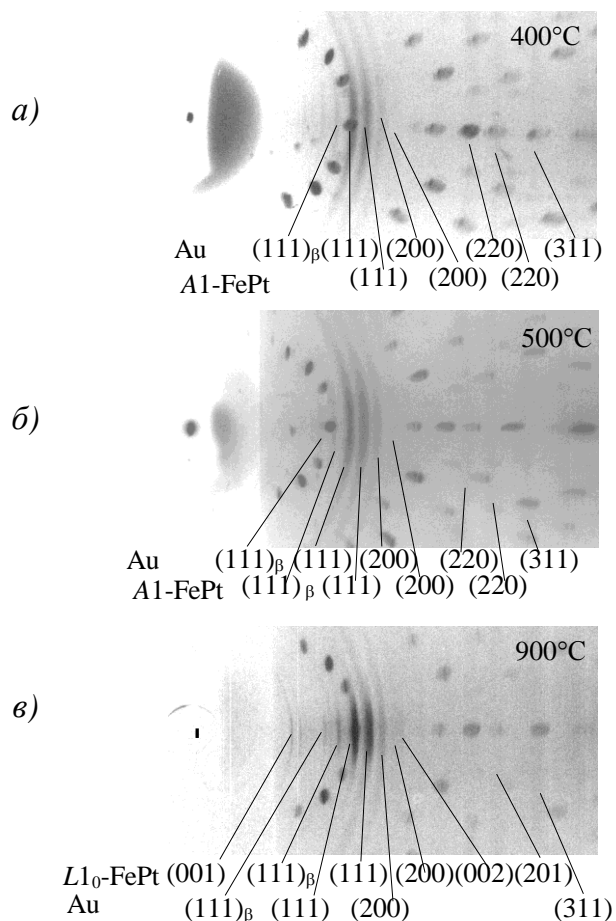 а)
400°C
Au (111)β (111) (200) (220) (311)
A1-FePt (111) (200) (220)
б)
500°C
Au (111)β (111) (200) (220) (311)
A1-FePt (111)β (111) (200) (220)
в)
900°C
L1₀-FePt (001) (111)β (111) (200) (002) (201)
Au (111)β (111) (200) (311)